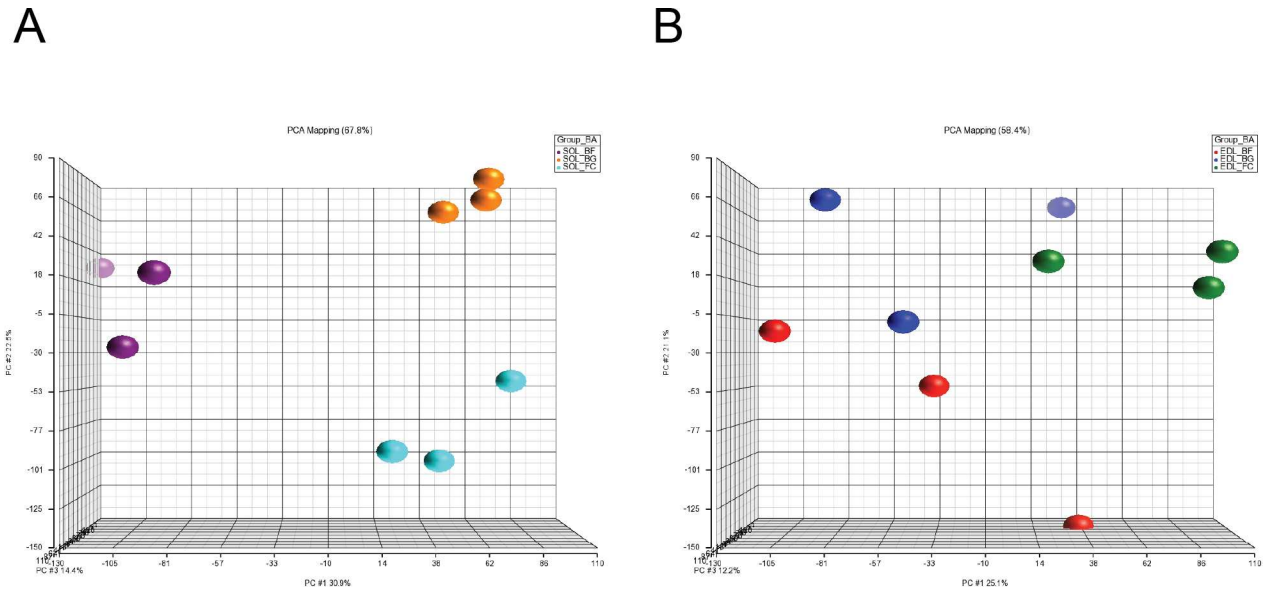 A
PCA Mapping (67.8%)
Group_BA
SOL_BF
SOL_BG
SOL_FC
90
66
42
18
-5
-30
-53
-77
-101
-125
-150
PC #2 22.5%
-130
-105
-82
-57
-33
-10
14
38
62
86
110
PC #3 14.4%
PC #1 30.9%
B
PCA Mapping (58.4%)
Group_BA
EDL_BF
EDL_BG
EDL_FC
90
66
42
18
-5
-30
-53
-77
-101
-125
-150
PC #2 21.1%
-130
-105
-82
-57
-33
-10
14
38
62
86
110
PC #3 12.2%
PC #1 25.1%